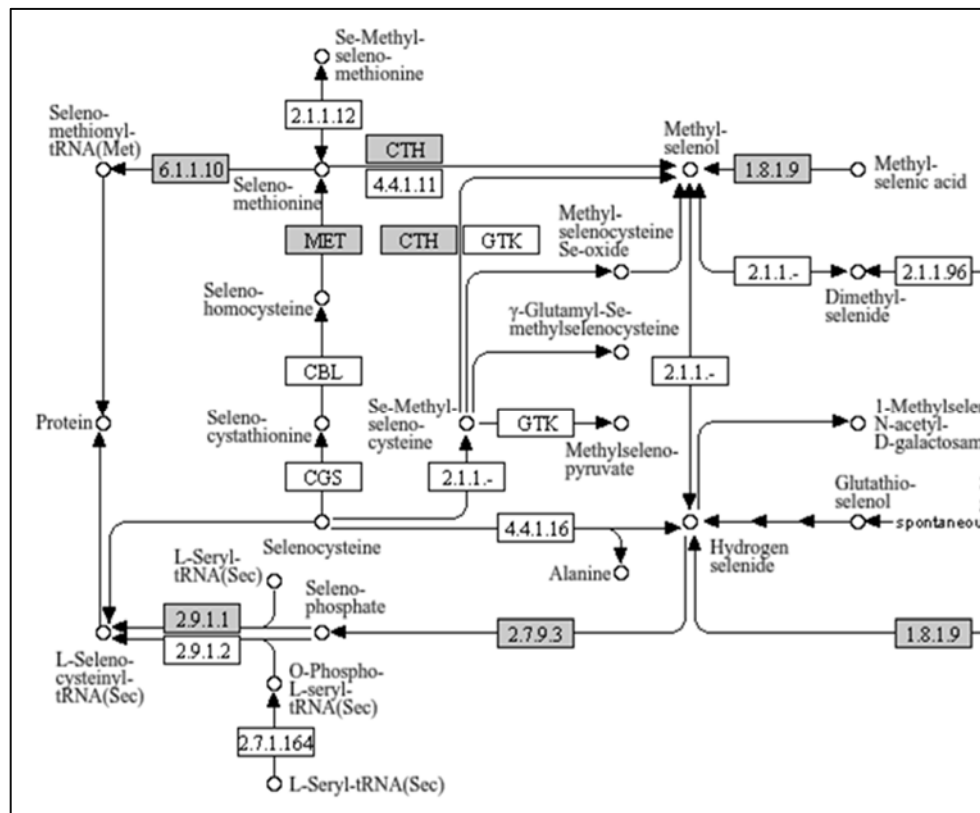 Se-Methyl-
seleno-
methionine
2.1.1.12
Seleno-
methionyl-
tRNA(Met)
6.1.1.10
Seleno-
methionine
CTH
4.4.1.11
Methyl-
selenol
1.8.1.9
Methyl-
selenic acid
MET
CTH
GTK
Methyl-
selenocysteine
Se-oxide
2.1.1.-
2.1.1.96
Dimethyl-
selenide
Seleno-
homocysteine
γ-Glutamyl-Se-
methylselenocysteine
CBL
2.1.1.-
Protein
Seleno-
cystathionine
Se-Methyl-
seleno-
cysteine
GTK
Methylseleno-
pyruvate
1-Methylsele
N-acetyl-
D-galactosam
CGS
2.1.1.-
Glutathio-
selenol
spontaneou
Selenocysteine
4.4.1.16
Alanine
Hydrogen
selenide
L-Seryl-
tRNA(Sec)
Seleno-
phosphate
2.9.1.1
2.9.1.2
2.7.9.3
1.8.1.9
L-Seleno-
cysteinyl-
tRNA(Sec)
O-Phospho-
L-seryl-
tRNA(Sec)
2.7.1.164
L-Seryl-tRNA(Sec)